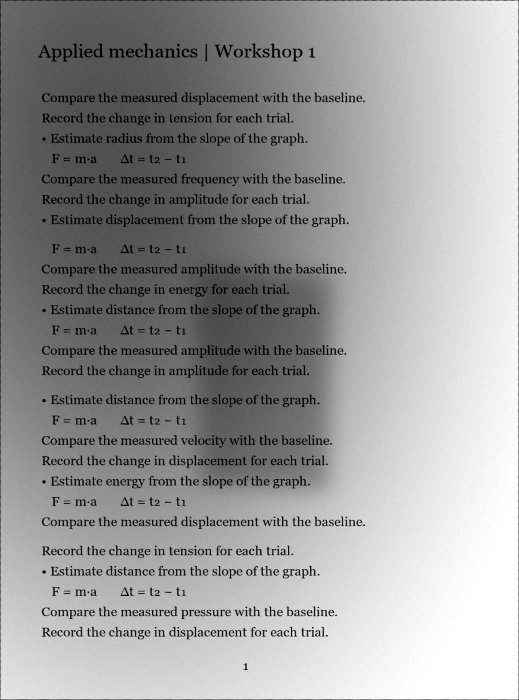 Applied mechanics | Workshop 1
Compare the measured displacement with the baseline.
Record the change in tension for each trial.
• Estimate radius from the slope of the graph.
F = m·a Δt = t2 − t1
Compare the measured frequency with the baseline.
Record the change in amplitude for each trial.
• Estimate displacement from the slope of the graph.
F = m·a Δt = t2 − t1
Compare the measured amplitude with the baseline.
Record the change in energy for each trial.
• Estimate distance from the slope of the graph.
F = m·a Δt = t2 − t1
Compare the measured amplitude with the baseline.
Record the change in amplitude for each trial.
• Estimate distance from the slope of the graph.
F = m·a Δt = t2 − t1
Compare the measured velocity with the baseline.
Record the change in displacement for each trial.
• Estimate energy from the slope of the graph.
F = m·a Δt = t2 − t1
Compare the measured displacement with the baseline.
Record the change in tension for each trial.
• Estimate distance from the slope of the graph.
F = m·a Δt = t2 − t1
Compare the measured pressure with the baseline.
Record the change in displacement for each trial.
1